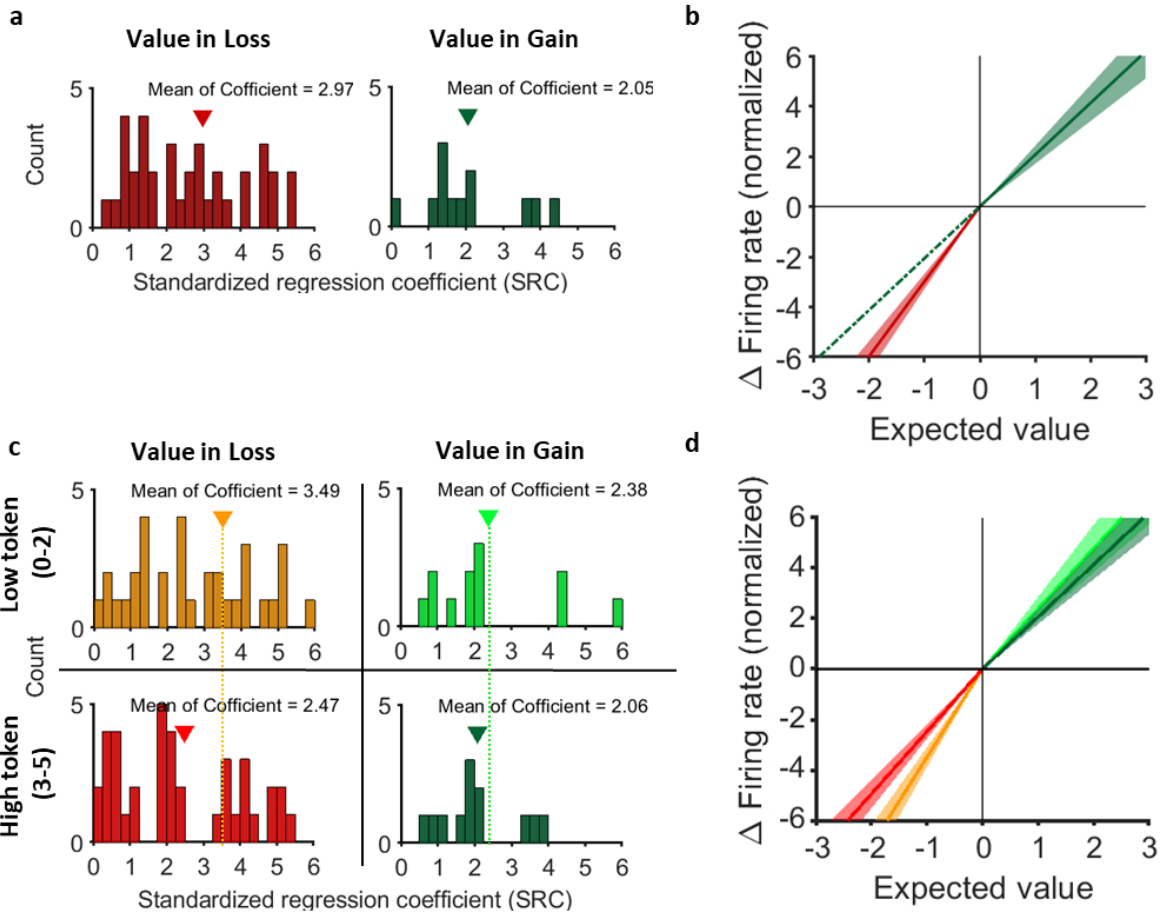 a
Value in Loss
Value in Gain
Mean of Cofficient = 2.97
Mean of Cofficient = 2.05
5
0
Count
0 1 2 3 4 5 6
5
0
0 1 2 3 4 5 6
Standardized regression coefficient (SRC)
b
6
4
2
0
-2
-4
-6
Δ Firing rate (normalized)
-3 -2 -1 0 1 2 3
Expected value
c
Value in Loss
Value in Gain
Low token
(0-2)
Mean of Cofficient = 3.49
Mean of Cofficient = 2.38
5
0
0 1 2 3 4 5 6
5
0
0 1 2 3 4 5 6
Count
High token
(3-5)
Mean of Cofficient = 2.47
Mean of Cofficient = 2.06
5
0
0 1 2 3 4 5 6
5
0
0 1 2 3 4 5 6
Standardized regression coefficient (SRC)
d
6
4
2
0
-2
-4
-6
Δ Firing rate (normalized)
-3 -2 -1 0 1 2 3
Expected value